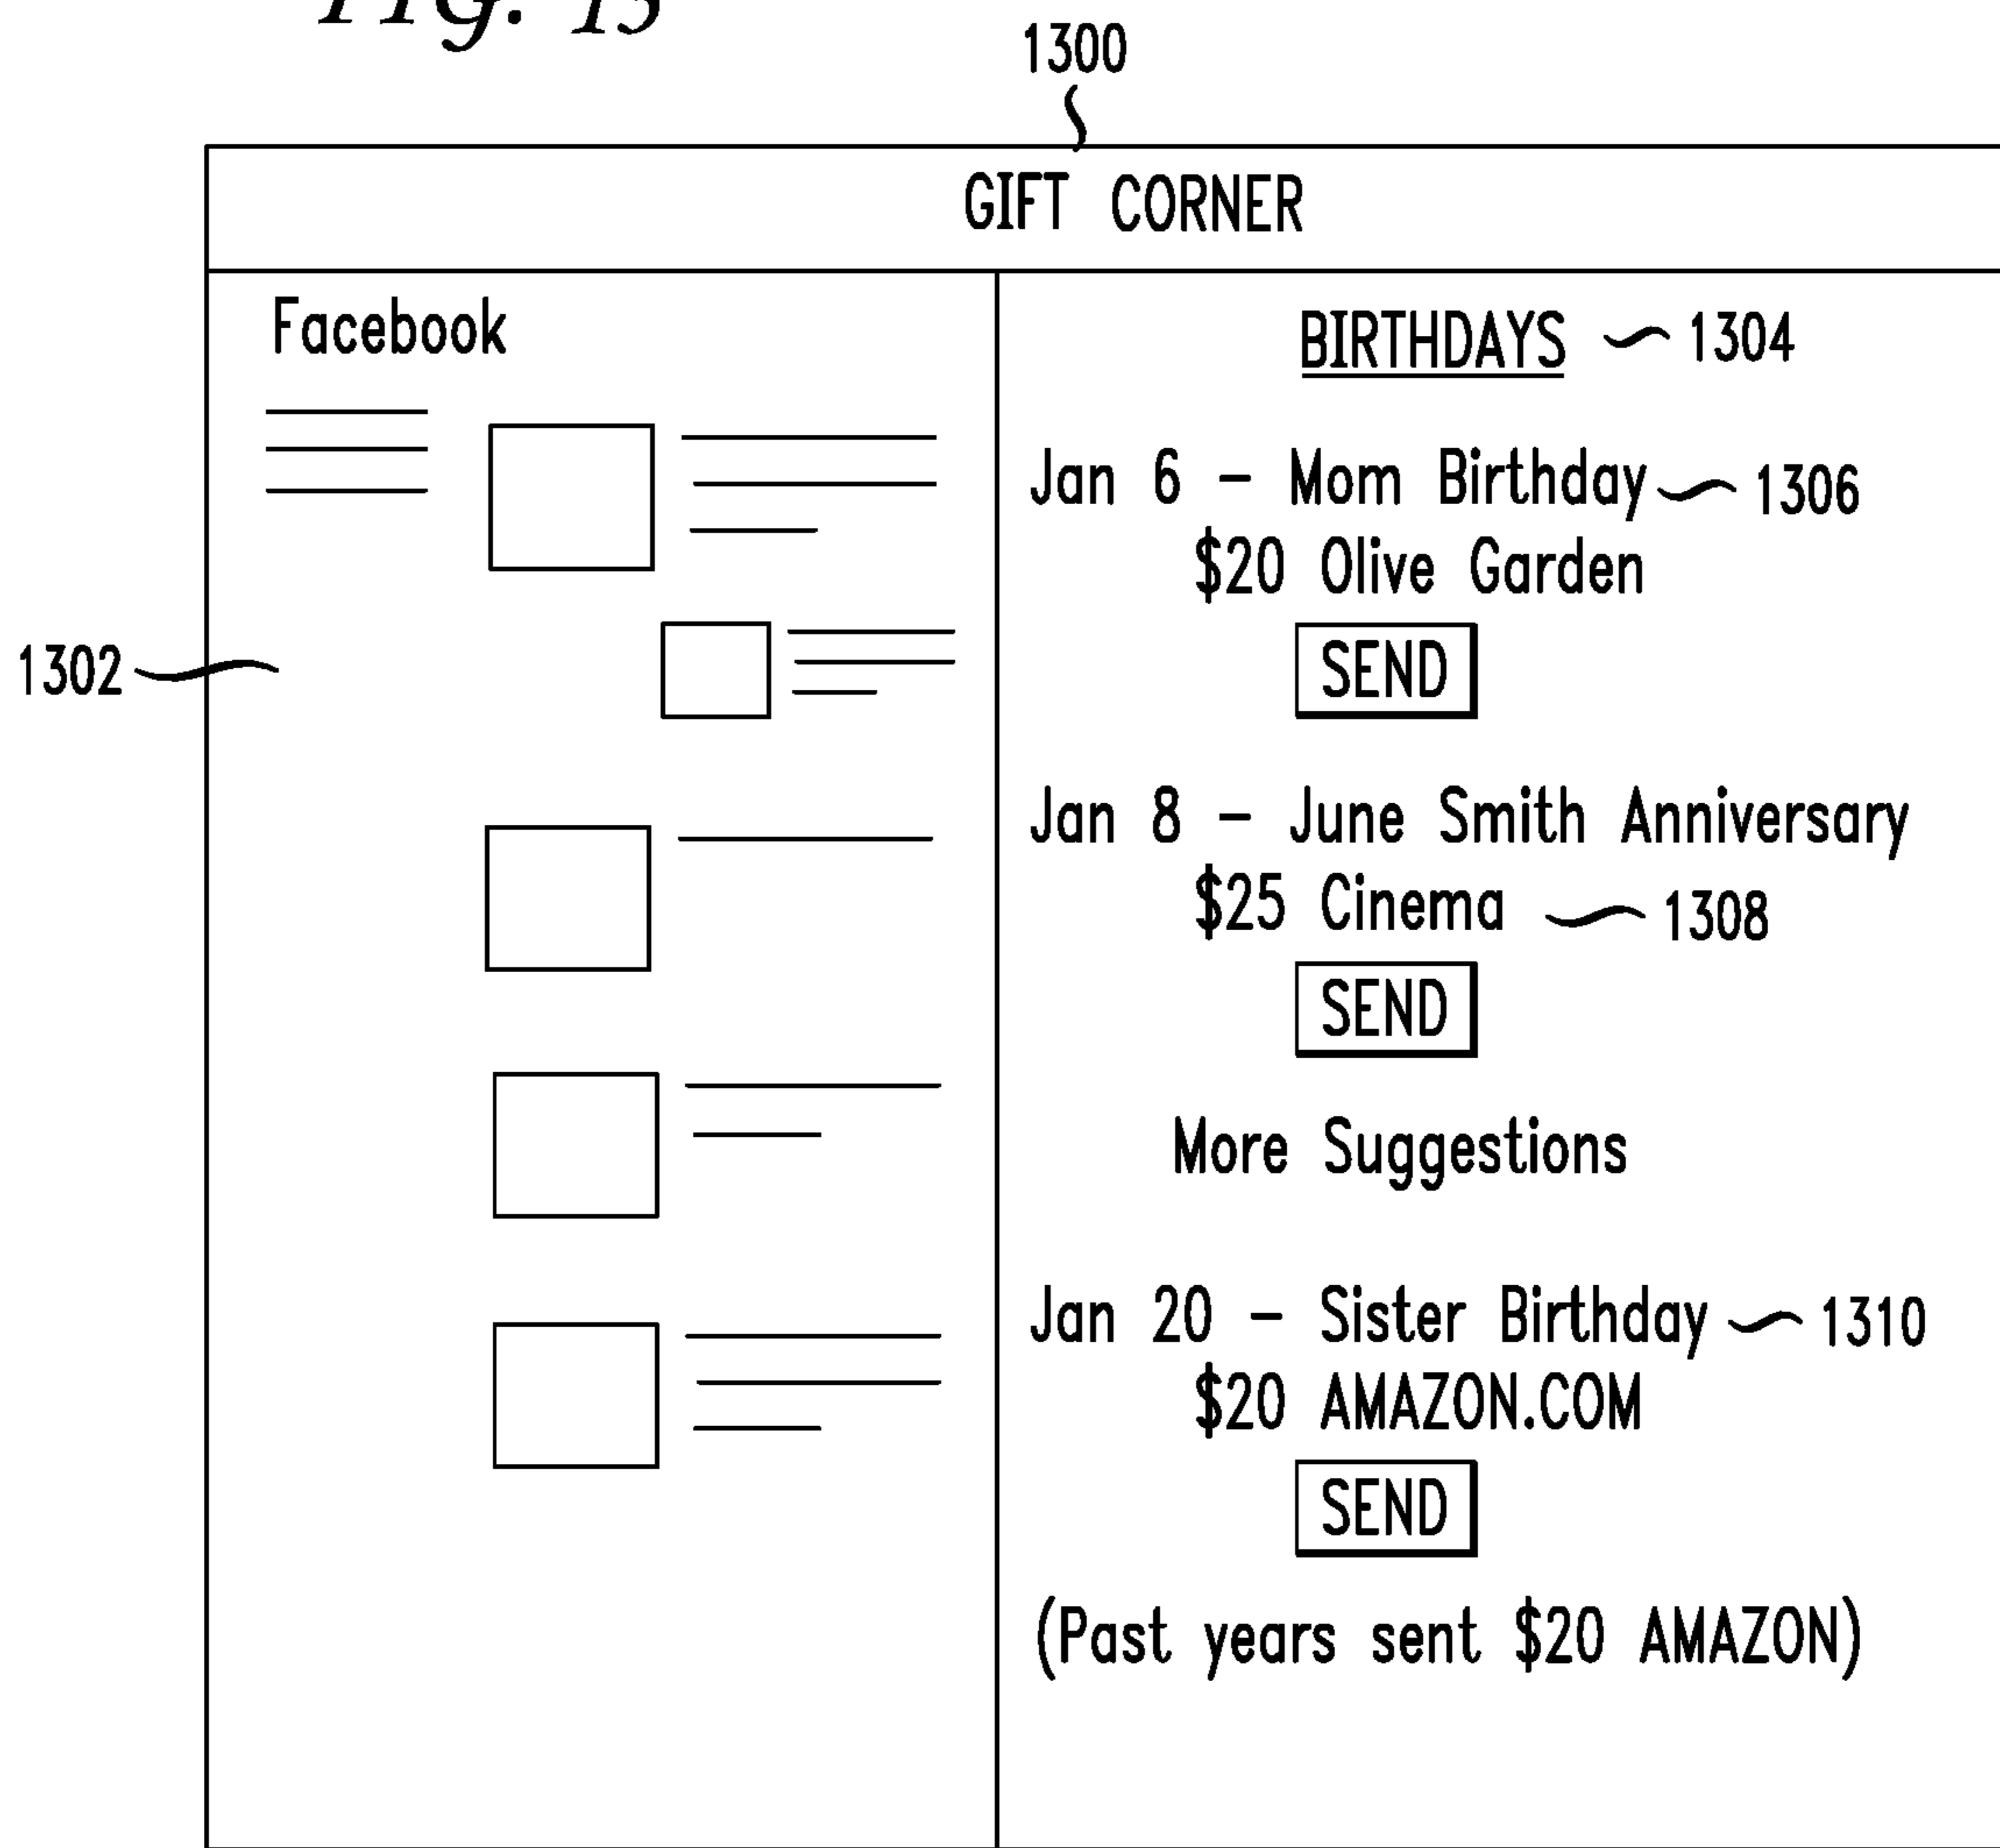 FIG. 13
1300
GIFT CORNER
Facebook
1302
BIRTHDAYS 1304
Jan 6 – Mom Birthday 1306
$20 Olive Garden
SEND
Jan 8 – June Smith Anniversary
$25 Cinema 1308
SEND
More Suggestions
Jan 20 – Sister Birthday 1310
$20 AMAZON.COM
SEND
(Past years sent $20 AMAZON)